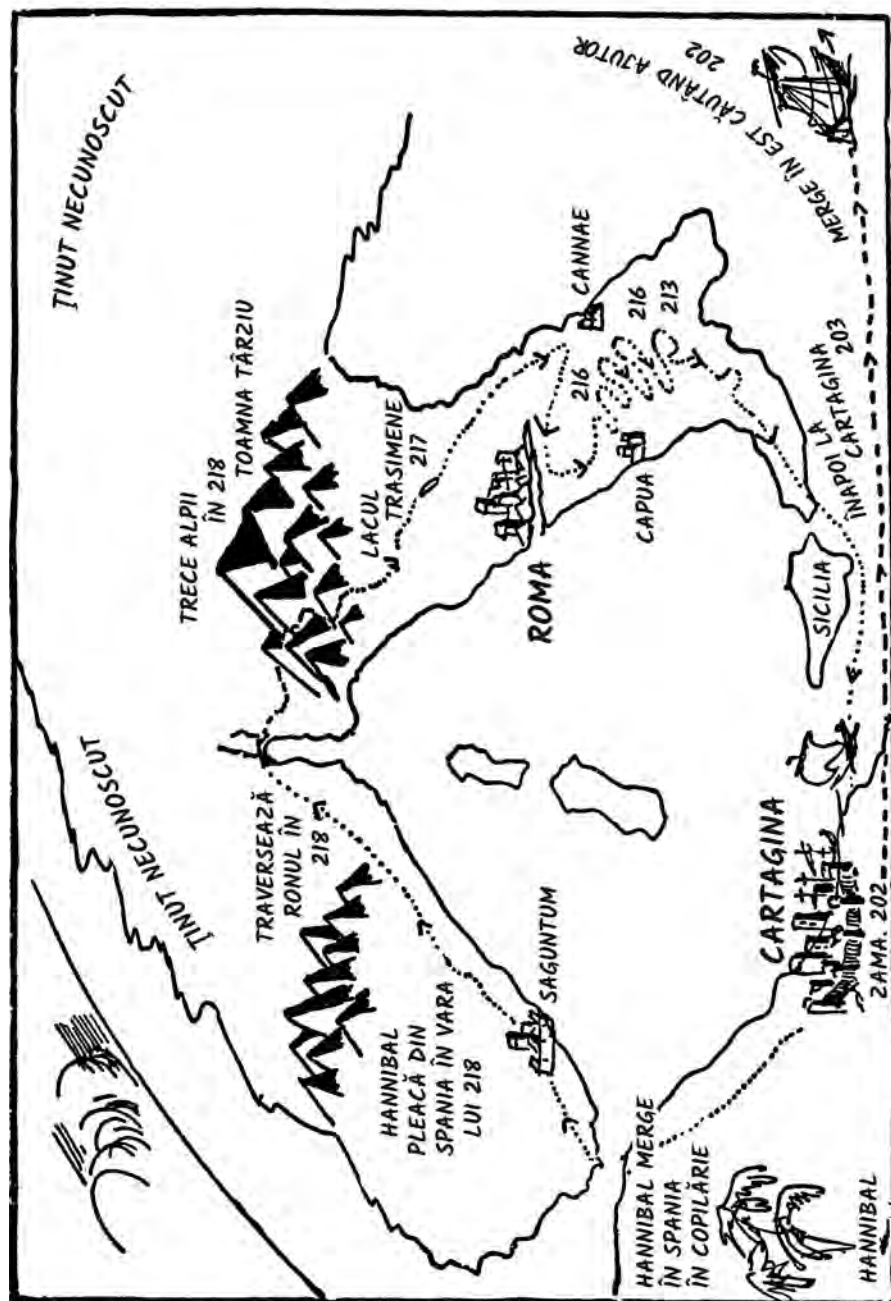 ȚINUT NECUNOSCUT
ȚINUT NECUNOSCUT
TRECE ALPII
ÎN 218
TOAMNA TÂRZIU
TRAVERSEAZĂ
RONUL ÎN
218
LACUL
TRASIMENE
217
HANNIBAL
PLEACĂ DIN
SPANIA ÎN VARA
LUI 218
SAGUNTUM
ROMA
CANNAE
216
216
213
CAPUA
MERGE ÎN EST CĂUTÂND AJUTOR
202
HANNIBAL MERGE
ÎN SPANIA
ÎN COPILĂRIE
CARTAGINA
SICILIA
ÎNAPOI LA
CARTAGINA
203
ZAMA. 202
HANNIBAL